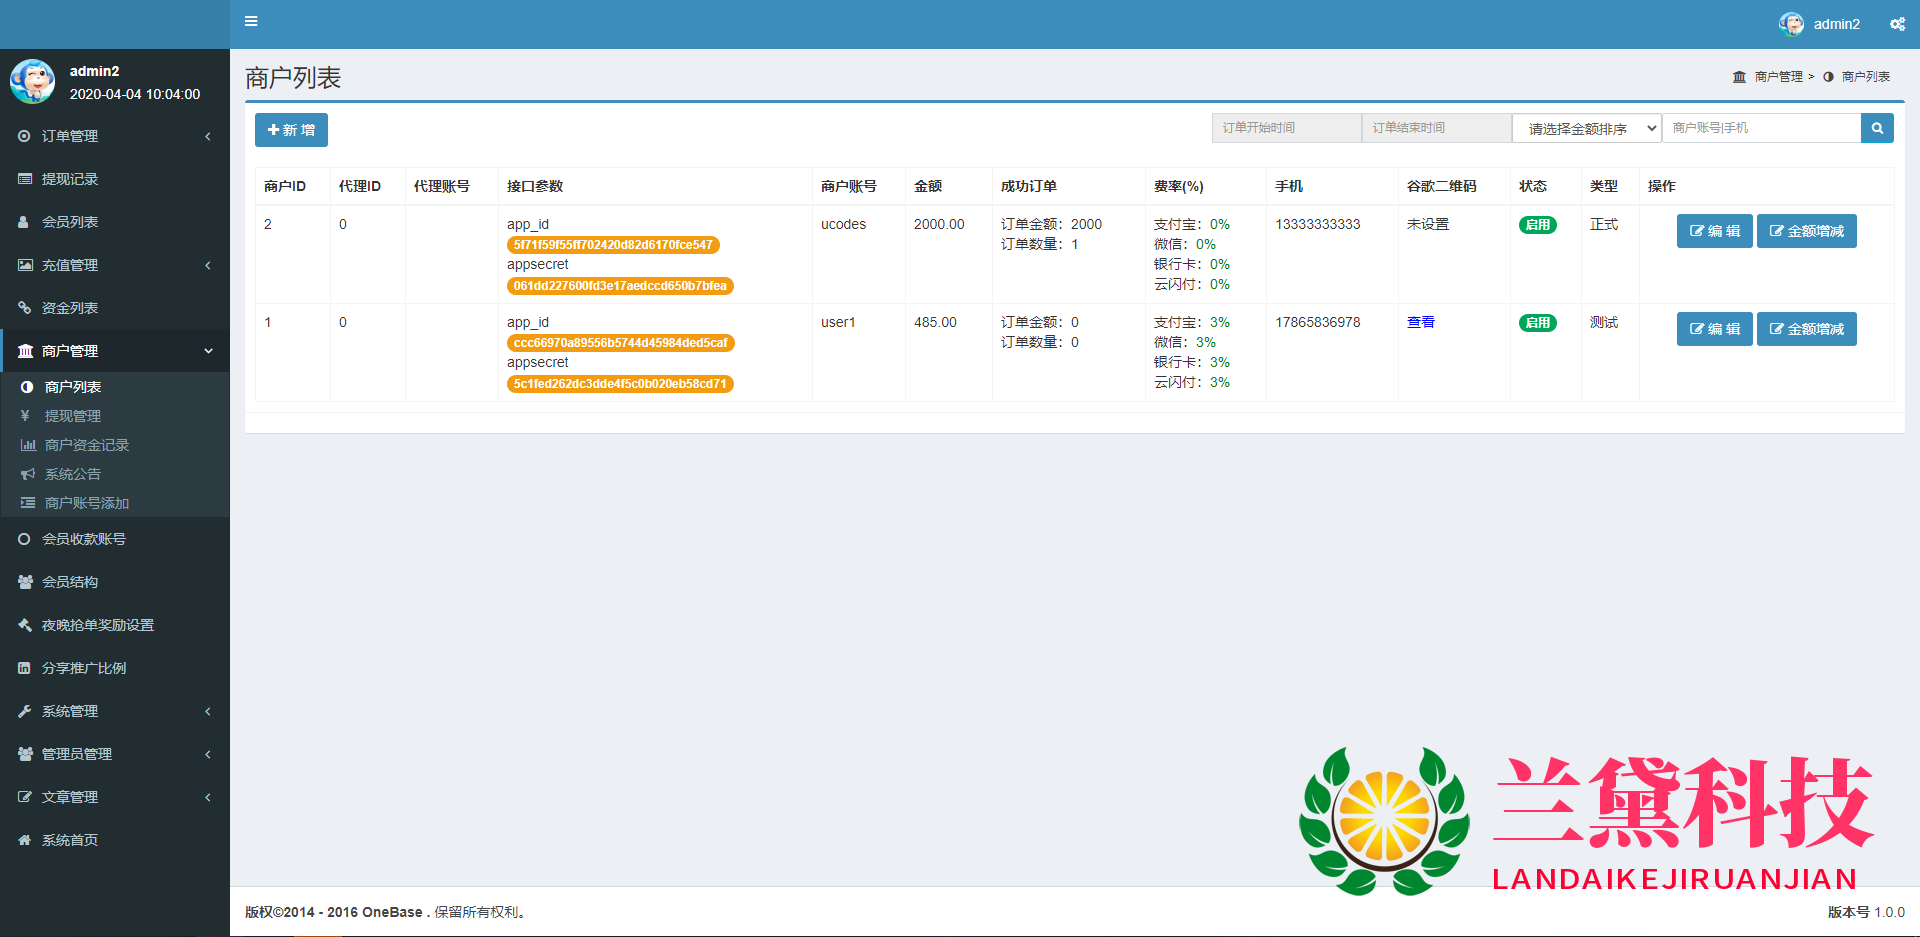 admin2
admin2
2020-04-04 10:04:00
订单管理
提现记录
会员列表
充值管理
资金列表
商户管理
商户列表
¥ 提现管理
商户资金记录
系统公告
商户账号添加
会员收款账号
会员结构
夜晚抢单奖励设置
分享推广比例
系统管理
管理员管理
文章管理
系统首页
商户列表
商户管理 > 商户列表
新 增
订单开始时间 订单结束时间 请选择金额排序 商户账号|手机
商户ID 代理ID 代理账号 接口参数 商户账号 金额 成功订单 费率(%) 手机 谷歌二维码 状态 类型 操作
2 0 app_id ucodes 2000.00 订单金额：2000 支付宝：0% 13333333333 未设置 启用 正式 编 辑 金额增减
5f71f59f55ff702420d82d6170fce547 订单数量：1 微信：0%
appsecret 银行卡：0%
061dd227600fd3e17aedccd650b7bfea 云闪付：0%
1 0 app_id user1 485.00 订单金额：0 支付宝：3% 17865836978 查看 启用 测试 编 辑 金额增减
ccc66970a89556b5744d45984ded5caf 订单数量：0 微信：3%
appsecret 银行卡：3%
5c1fed262dc3dde4f5c0b020eb58cd71 云闪付：3%
兰黛科技
LANDAIKEJIRUANJIAN
版权©2014 - 2016 OneBase . 保留所有权利。
版本号 1.0.0